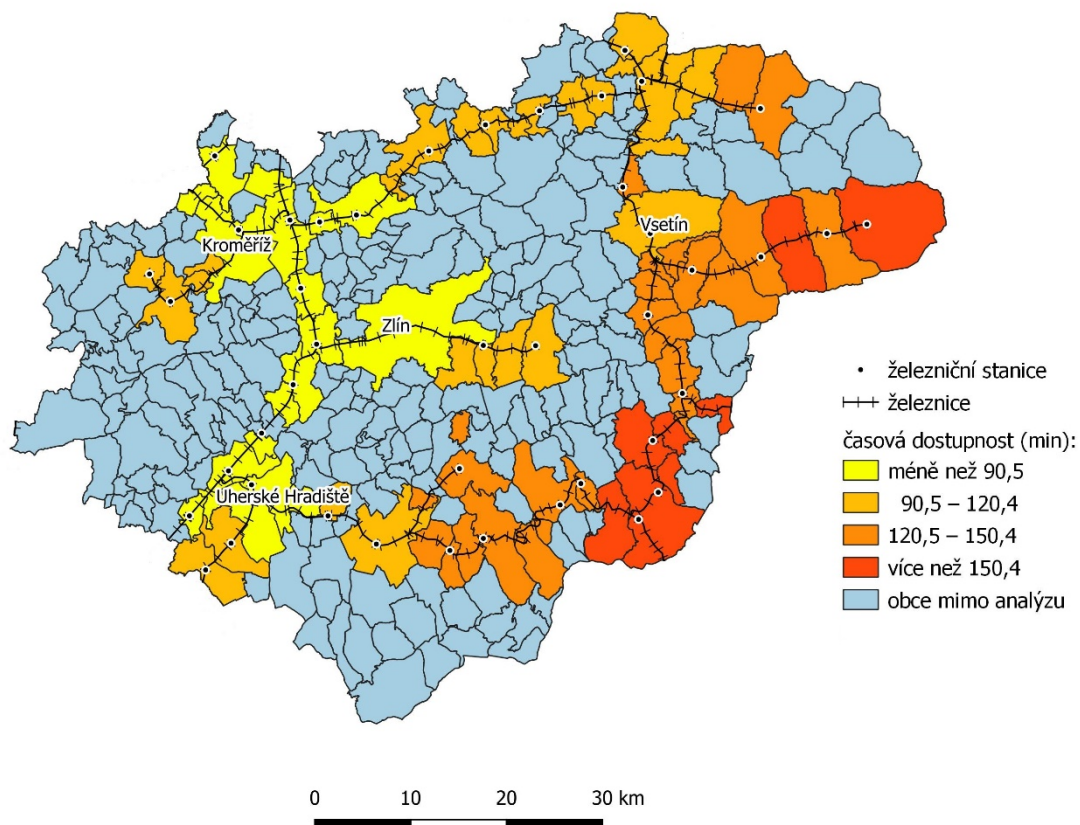 Kroměříž
Vsetín
Zlín
Uherské Hradiště
železniční stanice
železnice
časová dostupnost (min):
méně než 90,5
90,5 – 120,4
120,5 – 150,4
více než 150,4
obce mimo analýzu
0 10 20 30 km